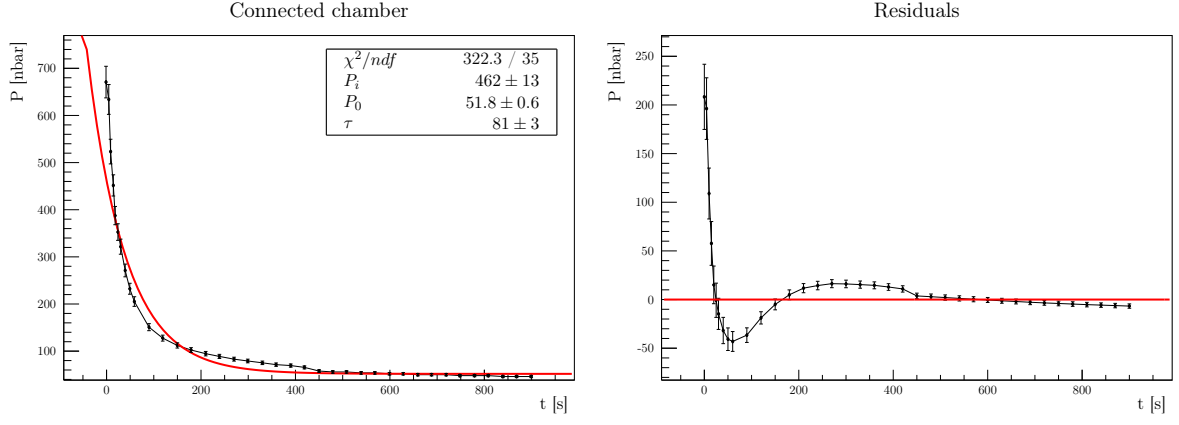 Connected chamber
P [nbar]
700
600
500
400
300
200
100
0
200
400
600
800
t [s]
χ²/ndf 322.3 / 35
P_i 462 ± 13
P_0 51.8 ± 0.6
τ 81 ± 3
Residuals
P [nbar]
250
200
150
100
50
0
-50
0
200
400
600
800
t [s]